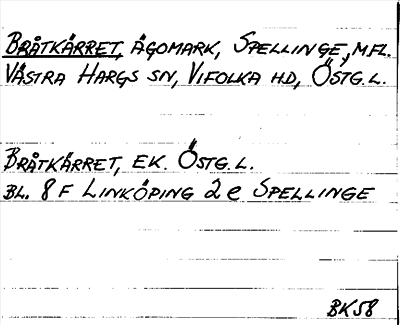 BRÅTKÄRRET, ÄGOMARK, SPELLINGE, M.FL.
VÄSTRA HARGS SN, VIFOLKA HD, ÖSTG.L.
BRÅTKÄRRET, EK. ÖSTG.L.
BL. 8 F LINKÖPING 2 e SPELLINGE
BK58